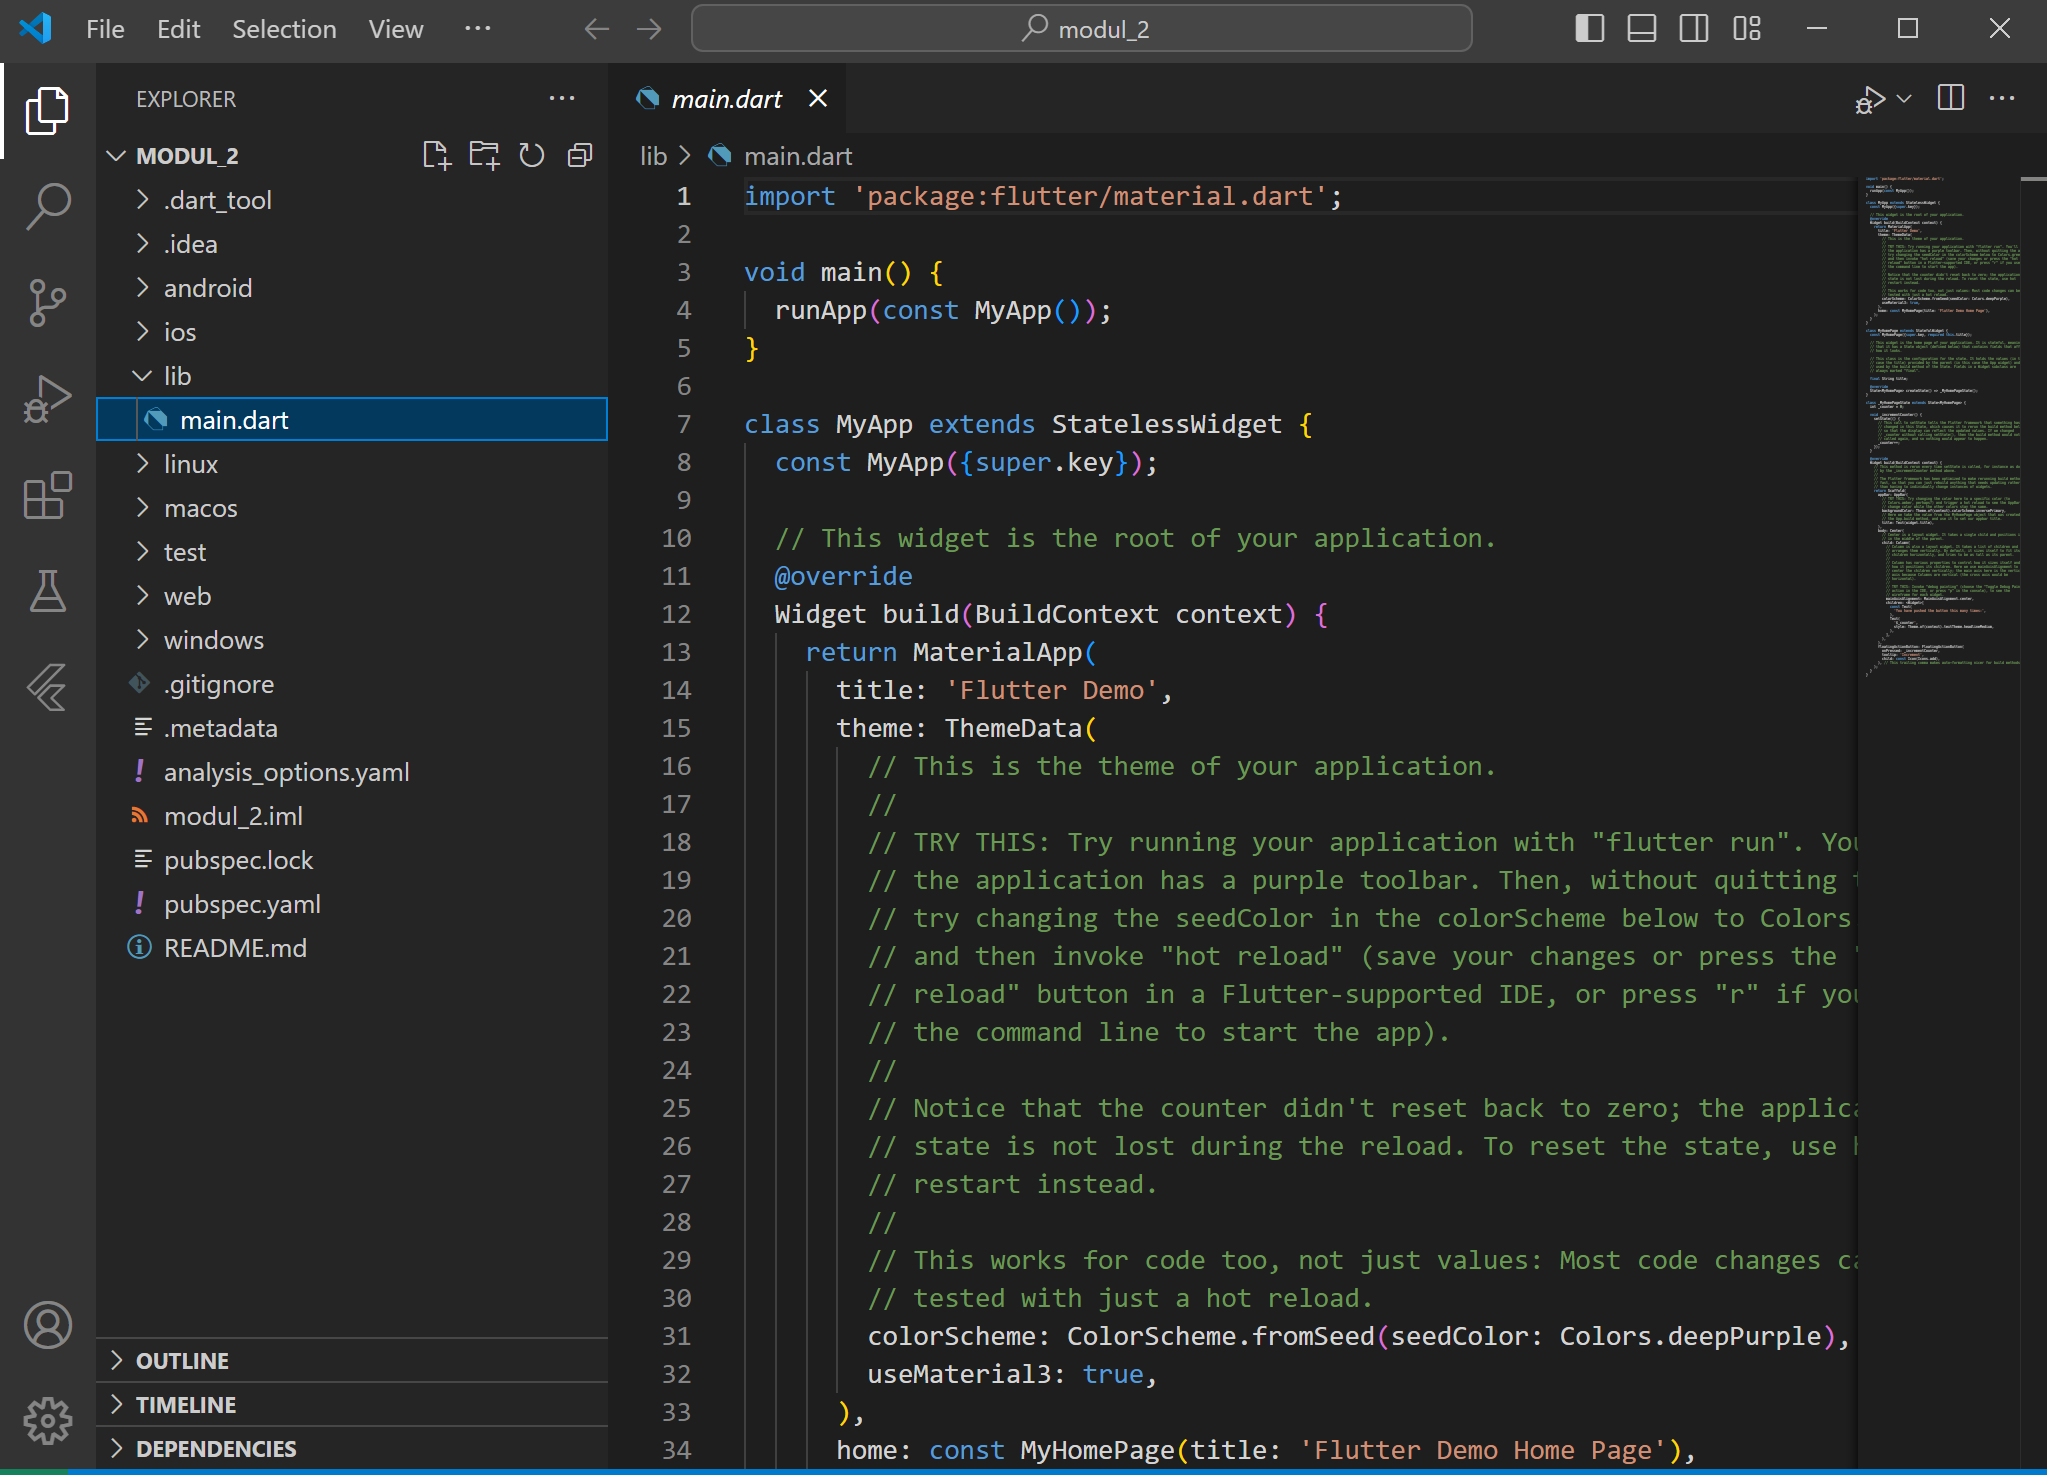 File Edit Selection View ··· modul_2
EXPLORER ···
MODUL_2
.dart_tool
.idea
android
ios
lib
main.dart
linux
macos
test
web
windows
.gitignore
.metadata
analysis_options.yaml
modul_2.iml
pubspec.lock
pubspec.yaml
README.md
OUTLINE
TIMELINE
DEPENDENCIES
main.dart
lib > main.dart
1 import 'package:flutter/material.dart';
2
3 void main() {
4 runApp(const MyApp());
5 }
6
7 class MyApp extends StatelessWidget {
8 const MyApp({super.key});
9
10 // This widget is the root of your application.
11 @override
12 Widget build(BuildContext context) {
13 return MaterialApp(
14 title: 'Flutter Demo',
15 theme: ThemeData(
16 // This is the theme of your application.
17 //
18 // TRY THIS: Try running your application with "flutter run". You
19 // the application has a purple toolbar. Then, without quitting
20 // try changing the seedColor in the colorScheme below to Colors
21 // and then invoke "hot reload" (save your changes or press the "
22 // reload" button in a Flutter-supported IDE, or press "r" if you
23 // the command line to start the app).
24 //
25 // Notice that the counter didn't reset back to zero; the applica
26 // state is not lost during the reload. To reset the state, use
27 // restart instead.
28 //
29 // This works for code too, not just values: Most code changes ca
30 // tested with just a hot reload.
31 colorScheme: ColorScheme.fromSeed(seedColor: Colors.deepPurple),
32 useMaterial3: true,
33 ),
34 home: const MyHomePage(title: 'Flutter Demo Home Page'),